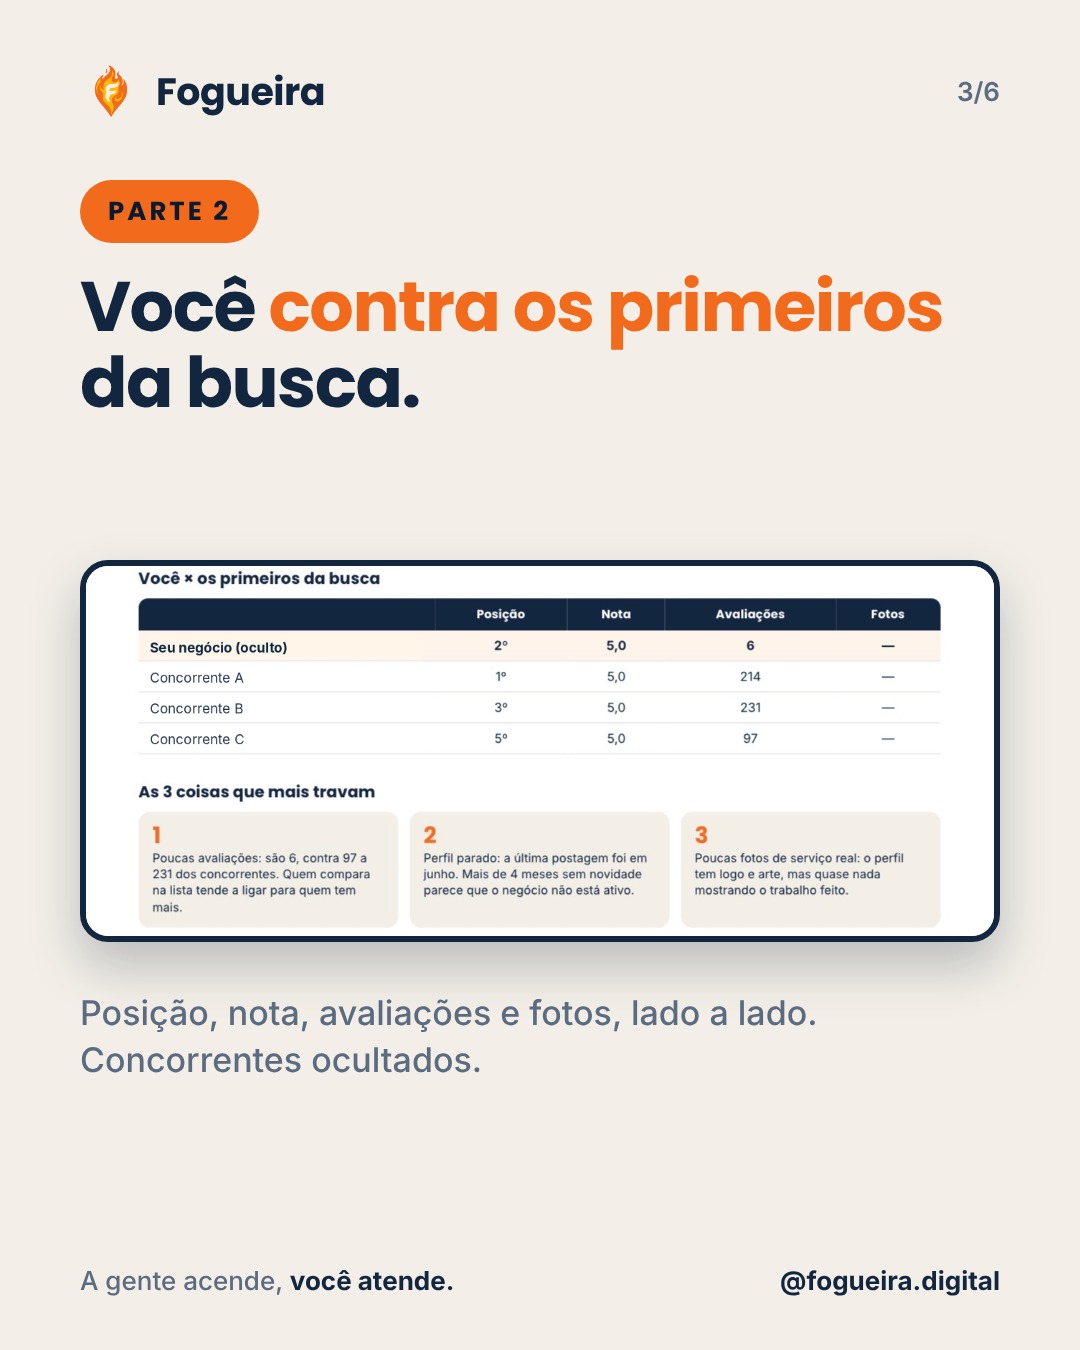 Fogueira
3/6
PARTE 2
Você contra os primeiros
da busca.
Você × os primeiros da busca
Posição Nota Avaliações Fotos
Seu negócio (oculto) 2º 5,0 6 —
Concorrente A 1º 5,0 214 —
Concorrente B 3º 5,0 231 —
Concorrente C 5º 5,0 97 —
As 3 coisas que mais travam
1
Poucas avaliações: são 6, contra 97 a
231 dos concorrentes. Quem compara
na lista tende a ligar para quem tem
mais.
2
Perfil parado: a última postagem foi em
junho. Mais de 4 meses sem novidade
parece que o negócio não está ativo.
3
Poucas fotos de serviço real: o perfil
tem logo e arte, mas quase nada
mostrando o trabalho feito.
Posição, nota, avaliações e fotos, lado a lado.
Concorrentes ocultados.
A gente acende, você atende.
@fogueira.digital